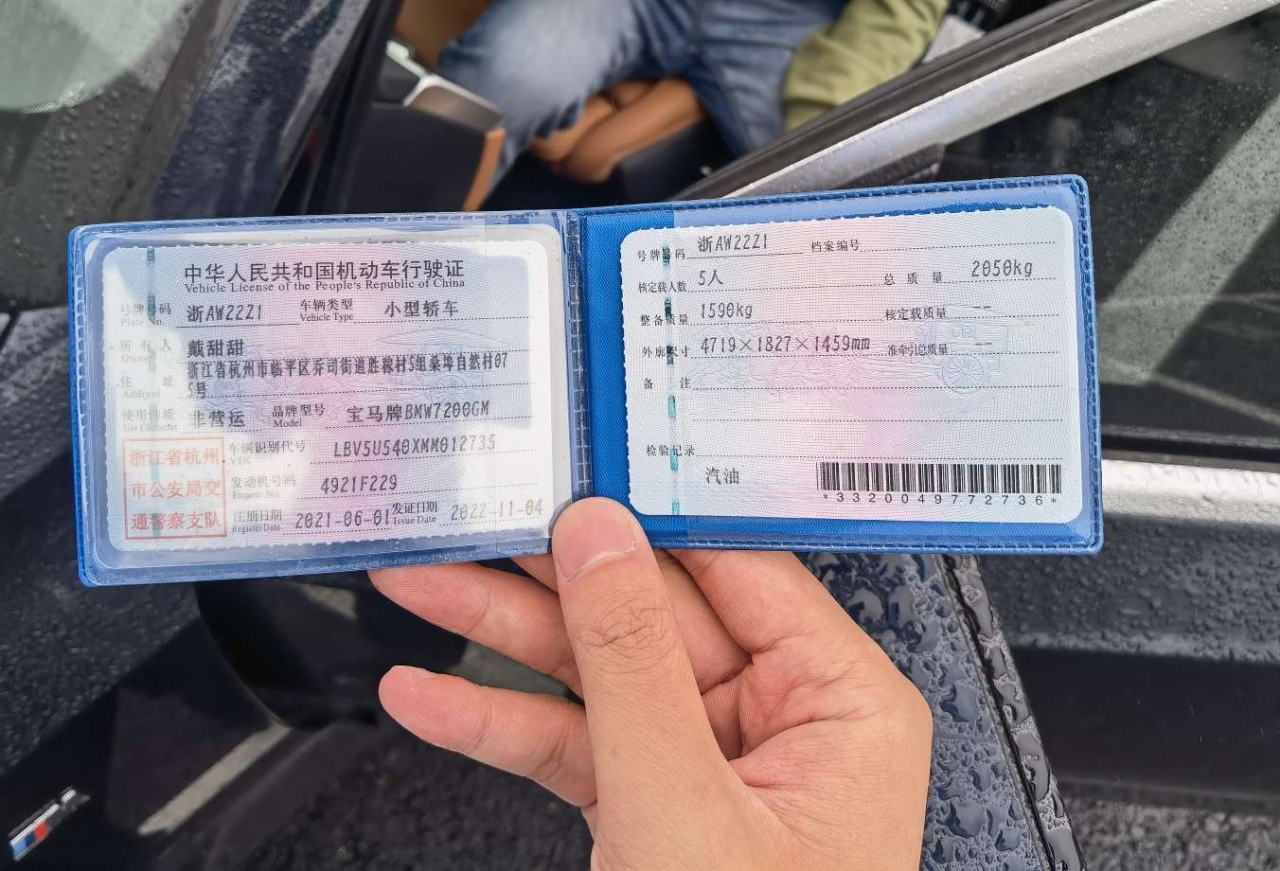 中华人民共和国机动车行驶证
Vehicle License of the People's Republic of China
号牌号码 浙AW22Z1 车辆类型 小型轿车
Plate No. Vehicle Type
所有人 戴甜甜
Owner
住址 浙江省杭州市临平区乔司街道胜稼村5组桑埠自然村07
5号
Address
使用性质 非营运 品牌型号 宝马牌BMW7200GM
Use Character Model
浙江省杭州
市公安局交
通警察支队
车辆识别代号 LBV5U540XMM012735
VIN
发动机号码 4921F229
Engine No.
注册日期 2021-06-01 发证日期 2022-11-04
Register Date Issue Date
号牌号码 浙AW22Z1 档案编号
核定载人数 5人 总质量 2050kg
整备质量 1590kg 核定载质量 --
外廓尺寸 4719×1827×1459mm 准牵引总质量 --
备注
检验记录
汽油
*3320049772736*